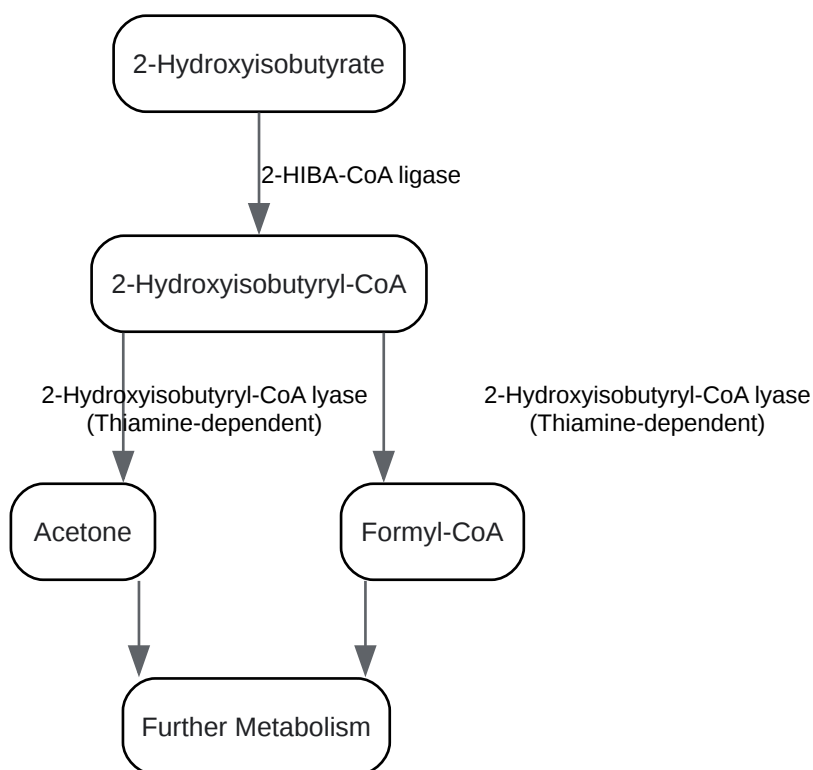 2-Hydroxyisobutyrate
2-HIBA-CoA ligase
2-Hydroxyisobutyryl-CoA
2-Hydroxyisobutyryl-CoA lyase
(Thiamine-dependent)
2-Hydroxyisobutyryl-CoA lyase
(Thiamine-dependent)
Acetone
Formyl-CoA
Further Metabolism